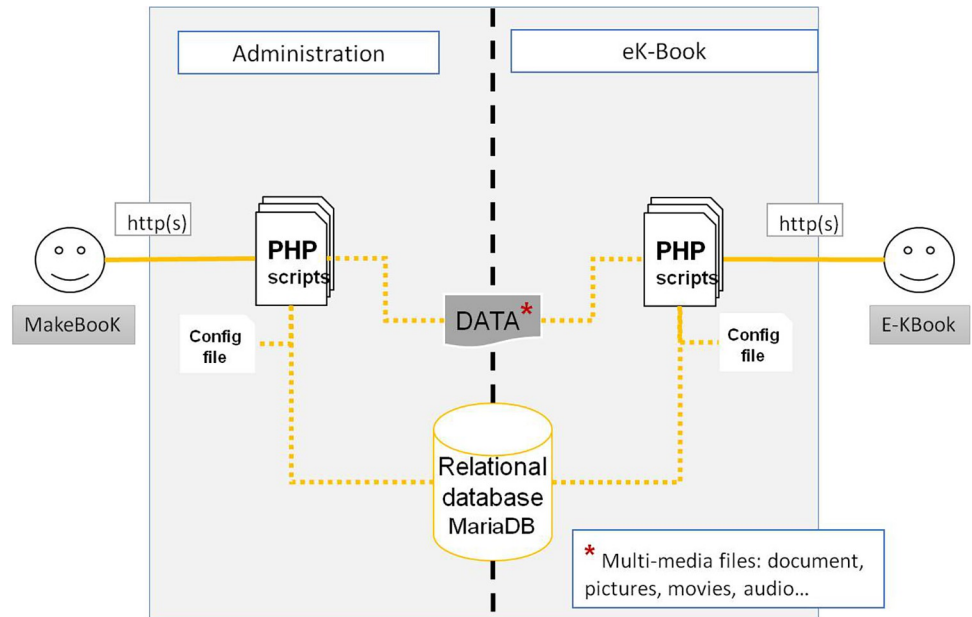 Administration
eK-Book
http(s)
PHP
scripts
PHP
scripts
http(s)
MakeBooK
Config
file
DATA*
Config
file
E-KBook
Relational
database
MariaDB
* Multi-media files: document,
pictures, movies, audio...